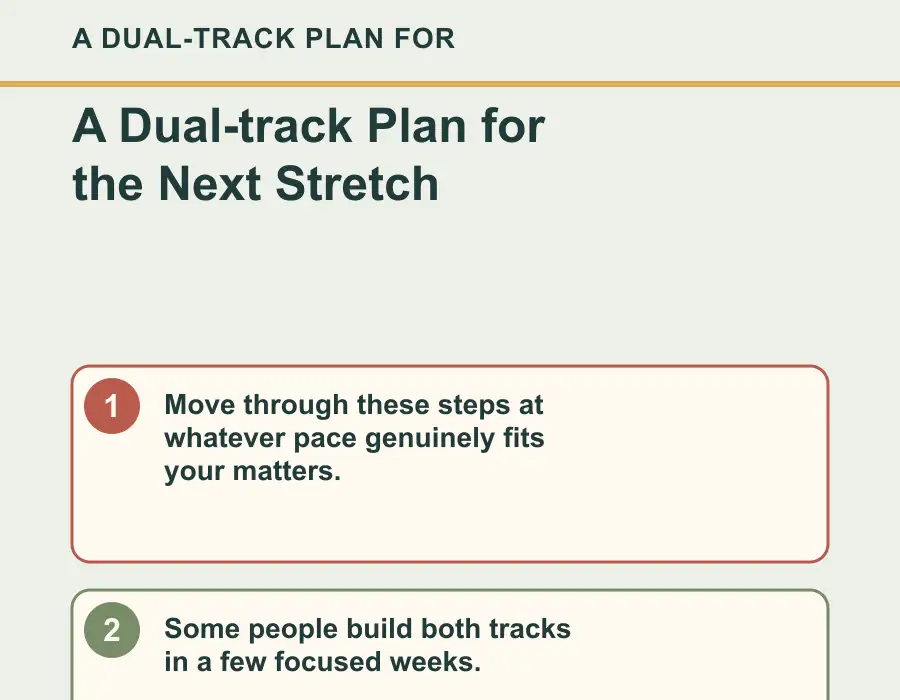 A DUAL-TRACK PLAN FOR
A Dual-track Plan for
the Next Stretch
1
Move through these steps at
whatever pace genuinely fits
your matters.
2
Some people build both tracks
in a few focused weeks.